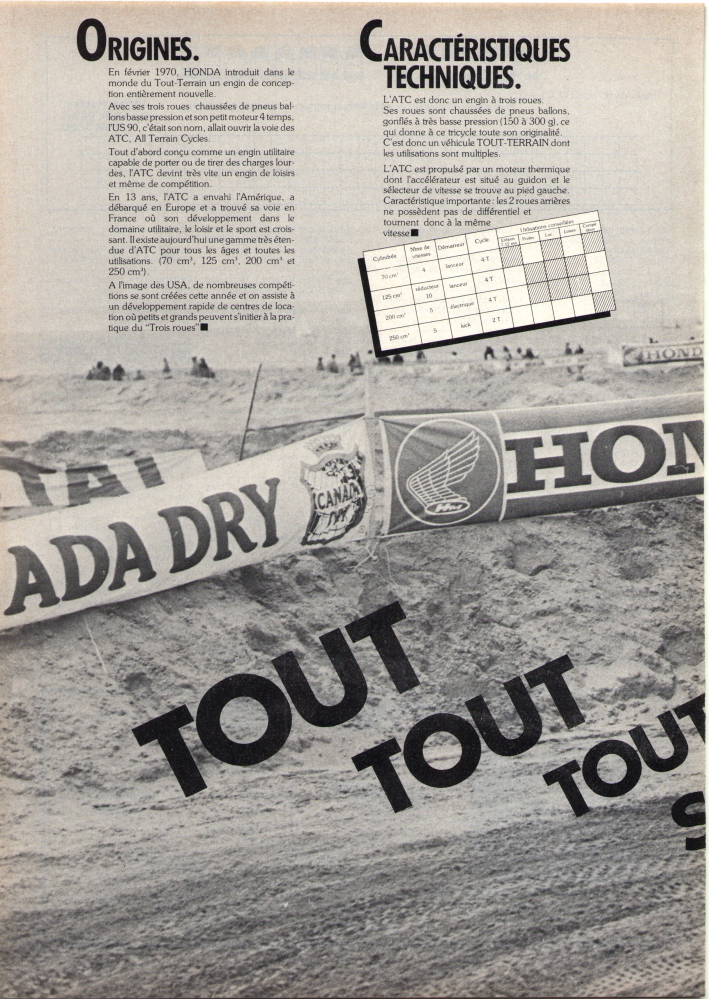 ORIGINES.
En février 1970, HONDA introduit dans le
monde du Tout-Terrain un engin de concep-
tion entièrement nouvelle.
Avec ses trois roues chaussées de pneus bal-
lons basse pression et son petit moteur 4 temps,
l'US 90, c'était son nom, allait ouvrir la voie des
ATC, All Terrain Cycles.
Tout d'abord conçu comme un engin utilitaire
capable de porter ou de tirer des charges lour-
des, l'ATC devint très vite un engin de loisirs
et même de compétition.
En 13 ans, l'ATC a envahi l'Amérique, a
débarqué en Europe et a trouvé sa voie en
France où son développement dans le
domaine utilitaire, le loisir et le sport est crois-
sant. Il existe aujourd'hui une gamme très éten-
due d'ATC pour tous les âges et toutes les
utilisations. (70 cm³, 125 cm³, 200 cm³ et
250 cm³).
A l'image des USA, de nombreuses compéti-
tions se sont créées cette année et on assiste à
un développement rapide de centres de loca-
tion où petits et grands peuvent s'initier à la pra-
tique du "Trois roues"■
CARACTÉRISTIQUES
TECHNIQUES.
L'ATC est donc un engin à trois roues.
Ses roues sont chaussées de pneus ballons,
gonflés à très basse pression (150 à 300 g), ce
qui donne à ce tricycle toute son originalité.
C'est donc un véhicule TOUT-TERRAIN dont
les utilisations sont multiples.
L'ATC est propulsé par un moteur thermique
dont l'accélérateur est situé au guidon et le
sélecteur de vitesse se trouve au pied gauche.
Caractéristique importante : les 2 roues arrières
ne possèdent pas de différentiel et
tournent donc à la même
vitesse■
Utilisations conseillées
Cylindrée Nbre de vitesses Démarreur Cycle Enfants Loc. Loisirs
70 cm³ 4 lanceur 4 T
125 cm³ réducteur 10 lanceur 4 T
200 cm³ 5 électrique 4 T
250 cm³ 5 kick 2 T
HOND
ADA DRY
CANADA
DRY
HON
TOUT
TOUT
TOUT
S